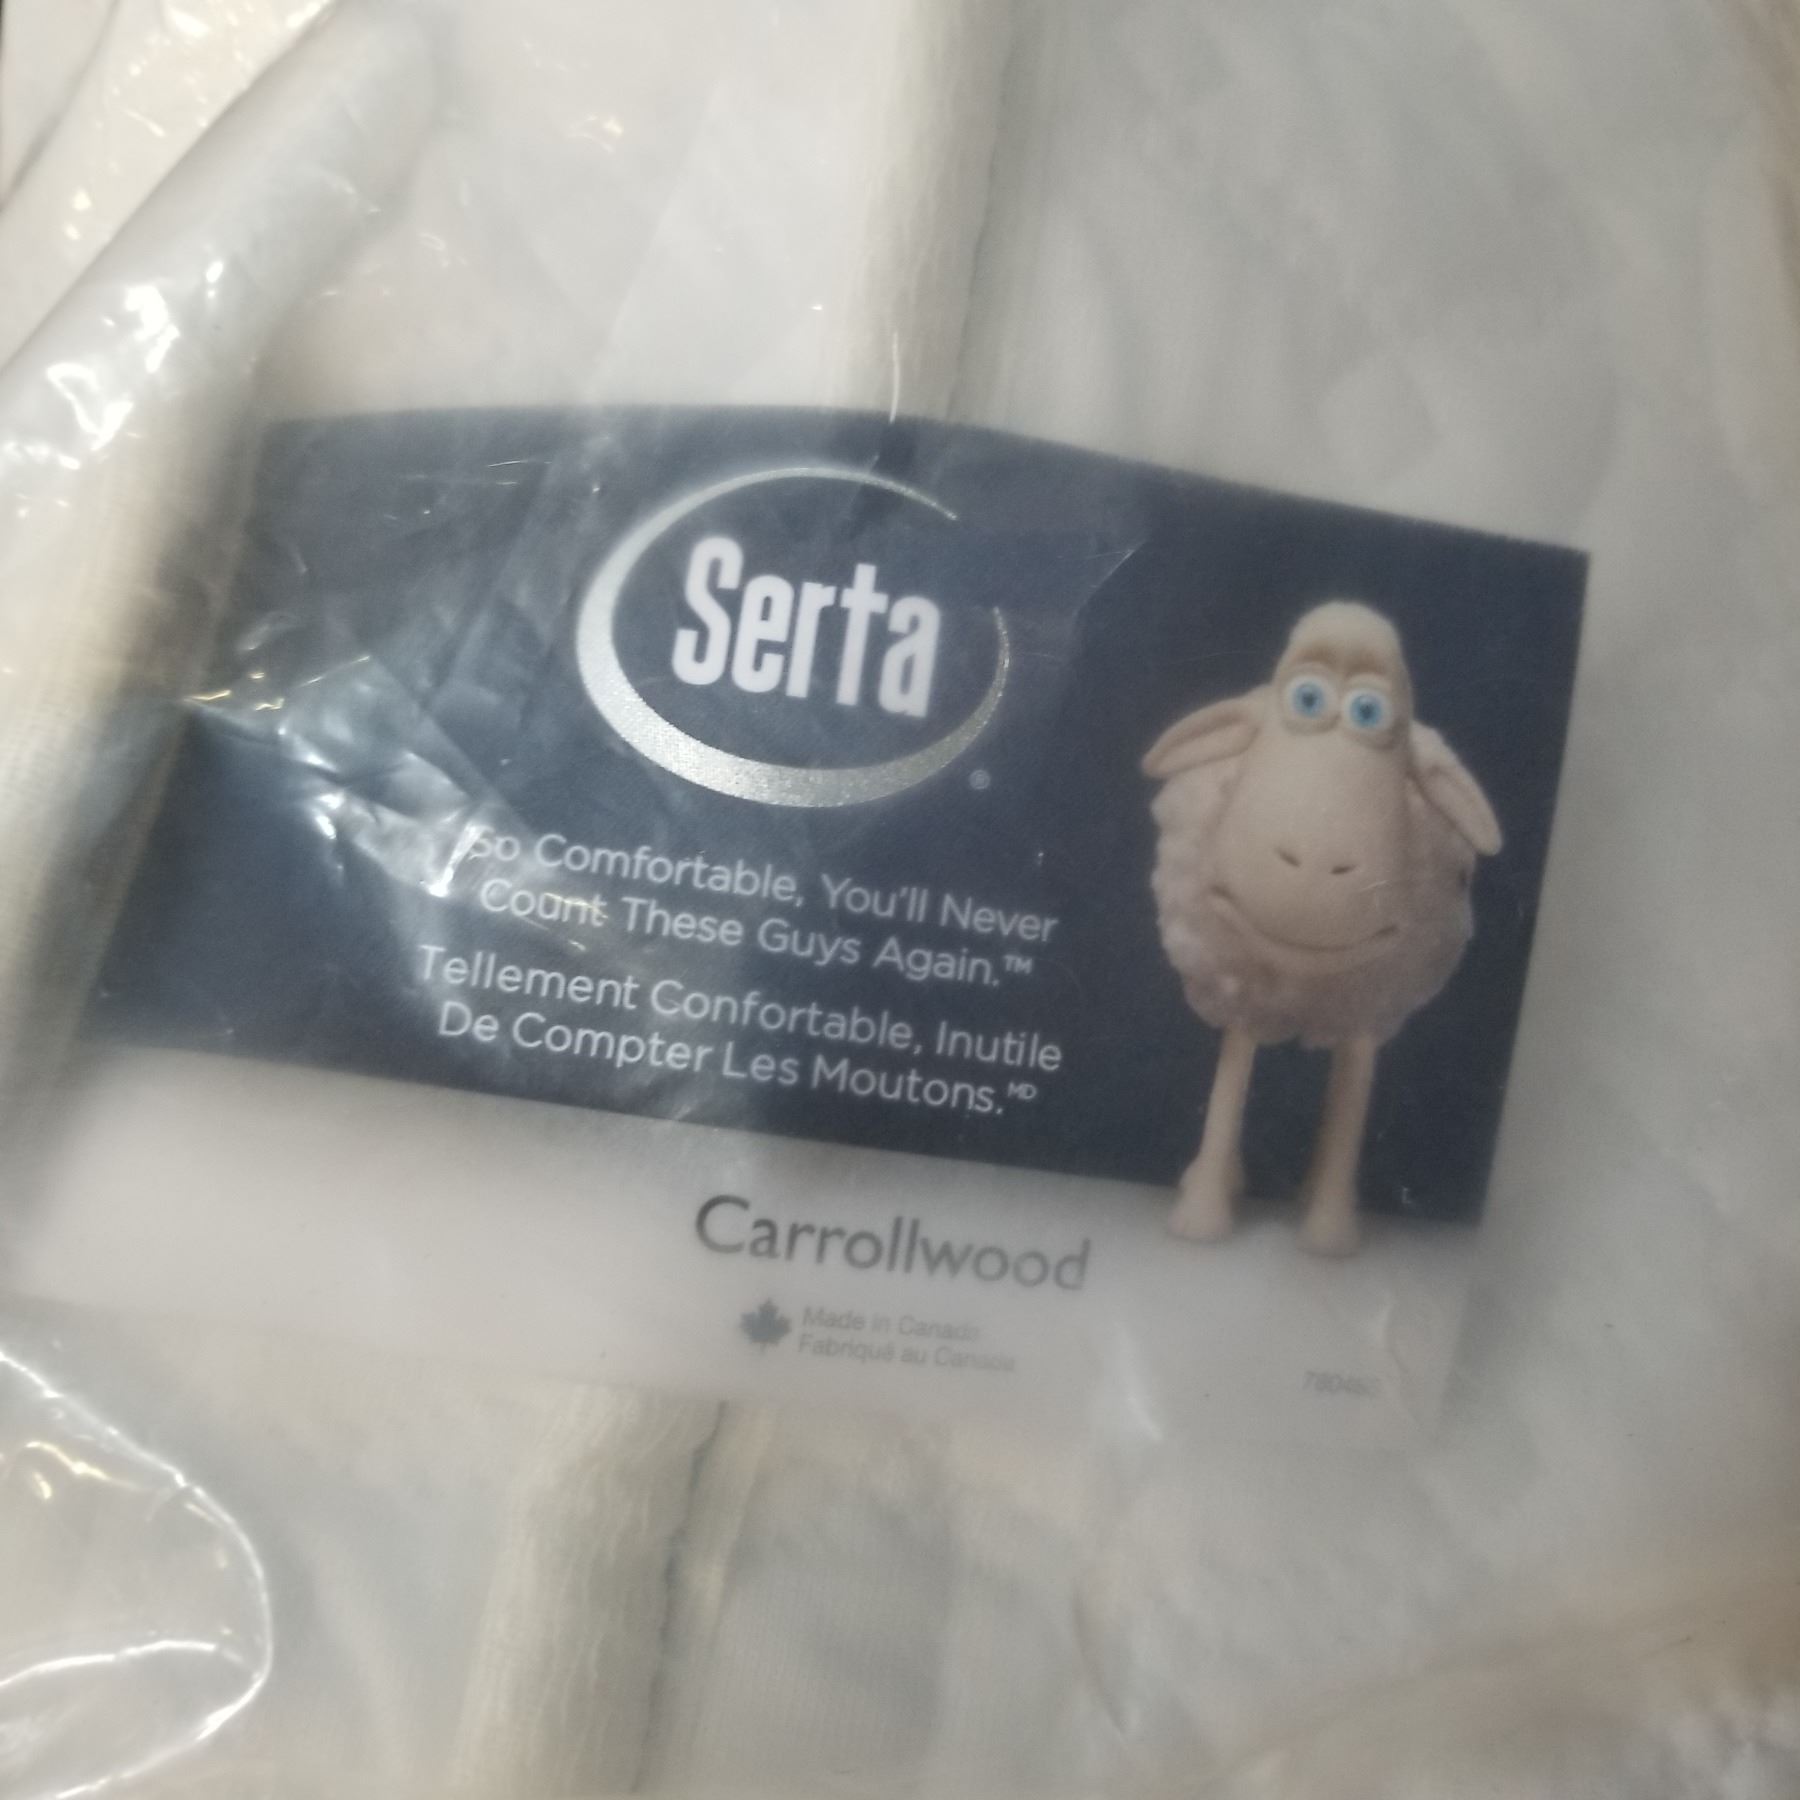 Serta
®
So Comfortable, You'll Never
Count These Guys Again.™
Tellement Confortable, Inutile
De Compter Les Moutons.MD
Carrollwood
Made in Canada
Fabriqué au Canada